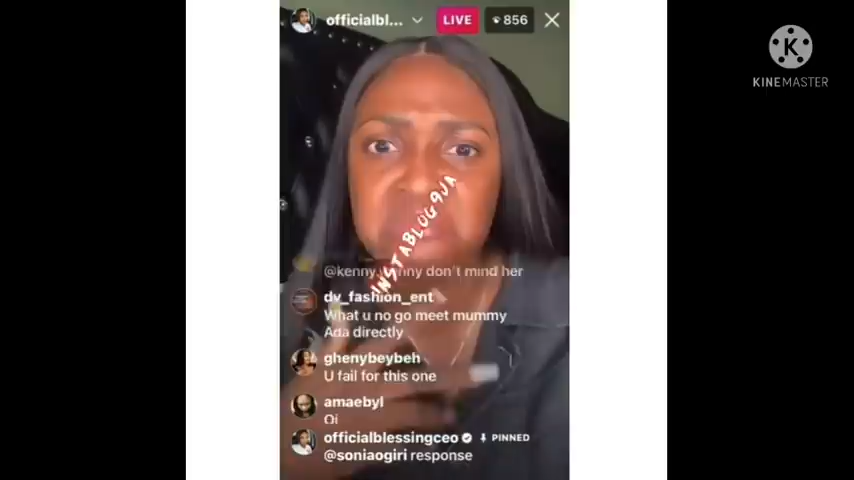 officialbl...
LIVE
856
K
KINEMASTER
INSTABLOG9JA
don't mind her
dv_fashion_ent
What u no go meet mummy
Ada directly
ghenybeybeh
U fail for this one
amaebyl
Oi
officialblessingceo PINNED
@soniaogiri response